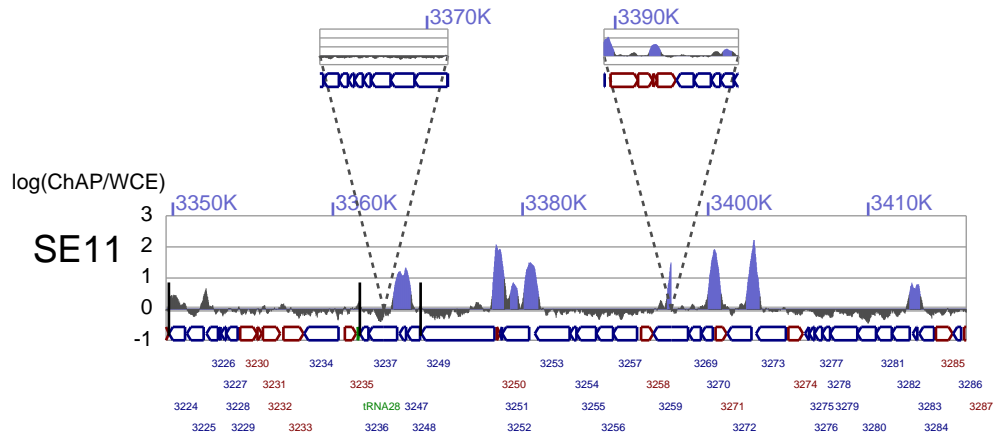 3370K 3390K
log(ChAP/WCE)
3350K 3360K 3380K 3400K 3410K
3
SE11 2
1
0
-1
3226 3230 3234 3237 3249 3253 3257 3269 3273 3277 3281 3285
3227 3231 3235 3250 3254 3258 3270 3274 3278 3282 3286
3224 3228 3232 tRNA28 3247 3251 3255 3259 3271 3275 3279 3283 3287
3225 3229 3233 3236 3248 3252 3256 3272 3276 3280 3284